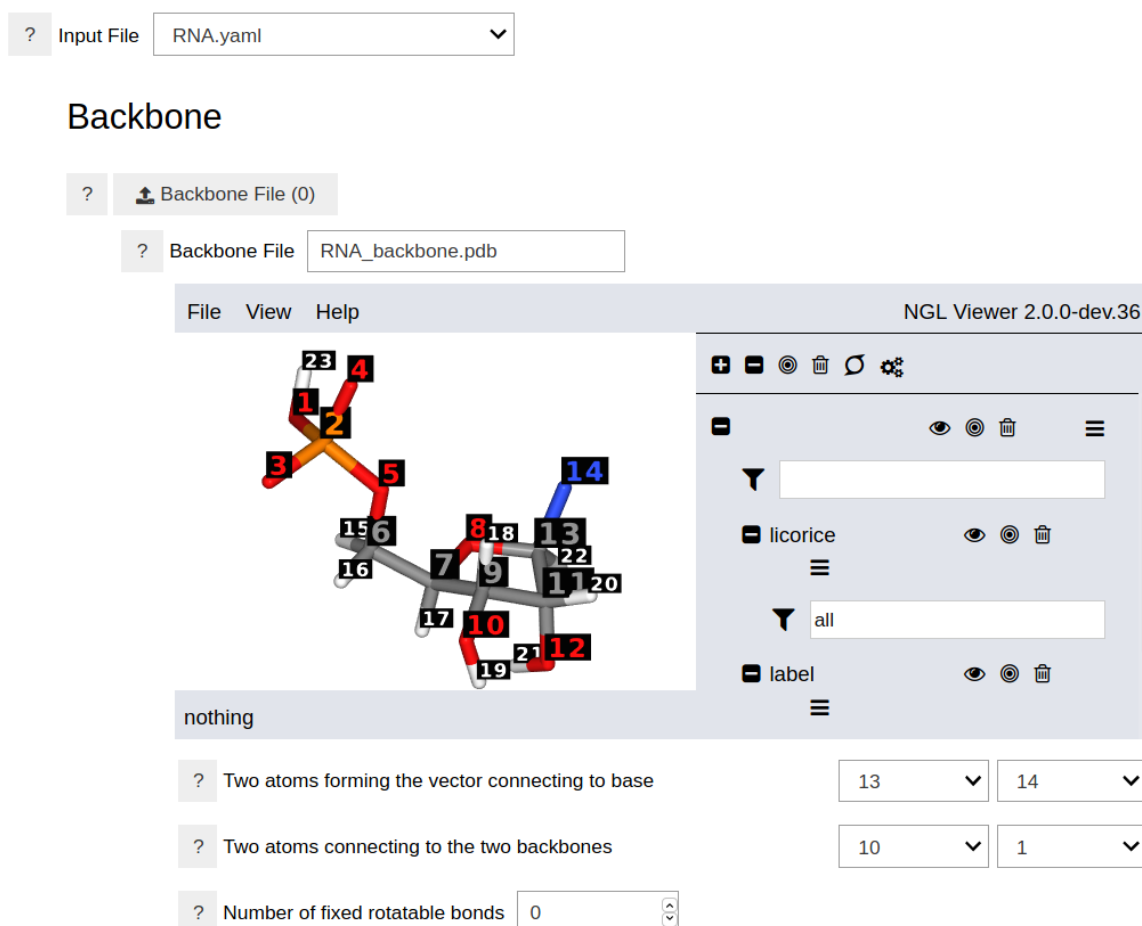 ? Input File RNA.yaml
Backbone
? Backbone File (0)
? Backbone File RNA_backbone.pdb
File View Help NGL Viewer 2.0.0-dev.36
23
4
1
2
3
5
14
15 6
8 18 13
16 7 9 22
11 20
17 10
21 12
19
licorice
all
label
nothing
? Two atoms forming the vector connecting to base 13 14
? Two atoms connecting to the two backbones 10 1
? Number of fixed rotatable bonds 0